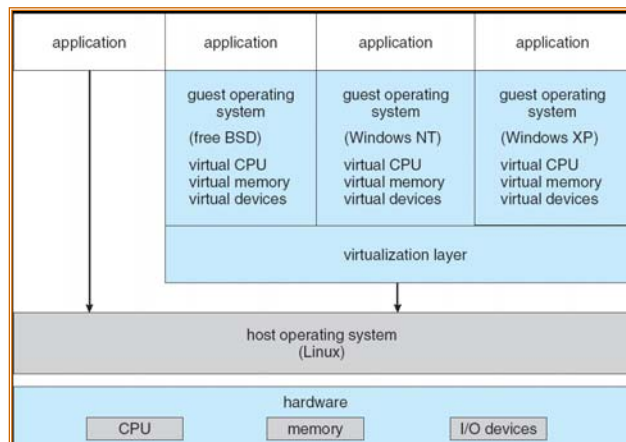 application
application
application
application
guest operating
system
(free BSD)
virtual CPU
virtual memory
virtual devices
guest operating
system
(Windows NT)
virtual CPU
virtual memory
virtual devices
guest operating
system
(Windows XP)
virtual CPU
virtual memory
virtual devices
virtualization layer
host operating system
(Linux)
hardware
CPU
memory
I/O devices